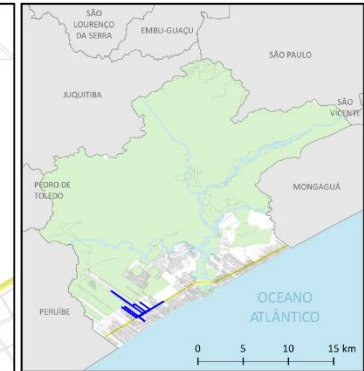 SÃO
LOURENÇO
DA SERRA
EMBU-GUAÇU
SÃO PAULO
JUQUITIBA
SÃO
VICENTE
PEDRO DE
TOLEDO
MONGAGUÁ
PERUÍBE
OCEANO
ATLÂNTICO
0 5 10 15 km